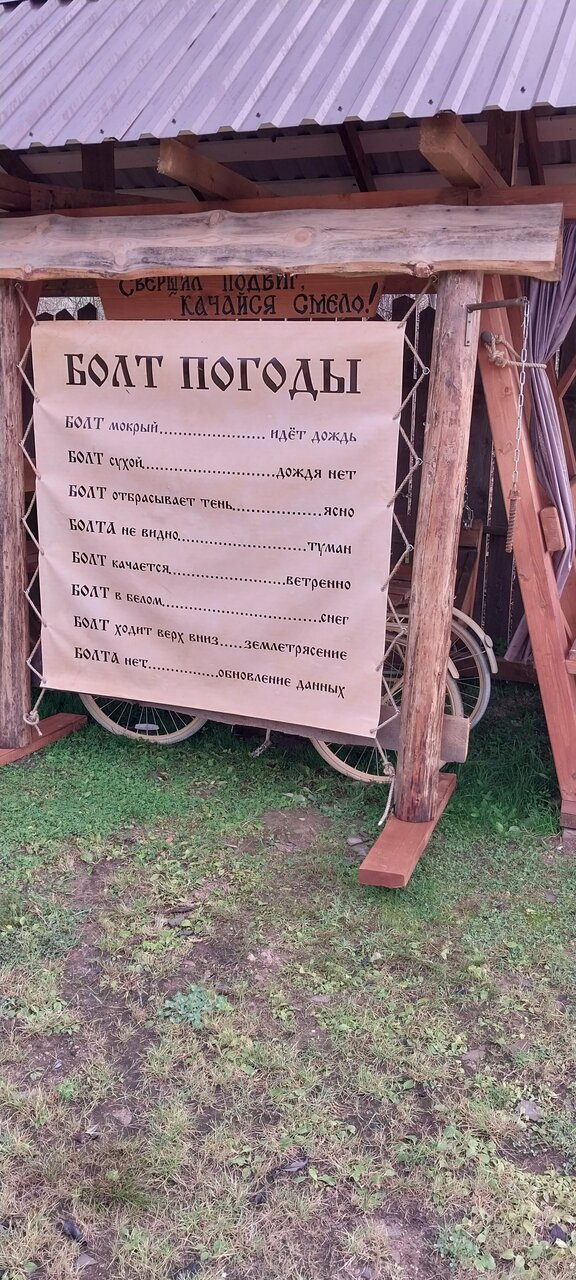 Свершил подвиг,
качайся смело!
БОЛТ ПОГОДЫ
БОЛТ мокрый.......................... идёт дождь
БОЛТ сухой.................................дождя нет
БОЛТ отбрасывает тень......................ясно
БОЛТА не видно................................туман
БОЛТ качается.............................ветренно
БОЛТ в белом.......................................снег
БОЛТ ходит верх вниз.....землетрясение
БОЛТА нет.................обновление данных